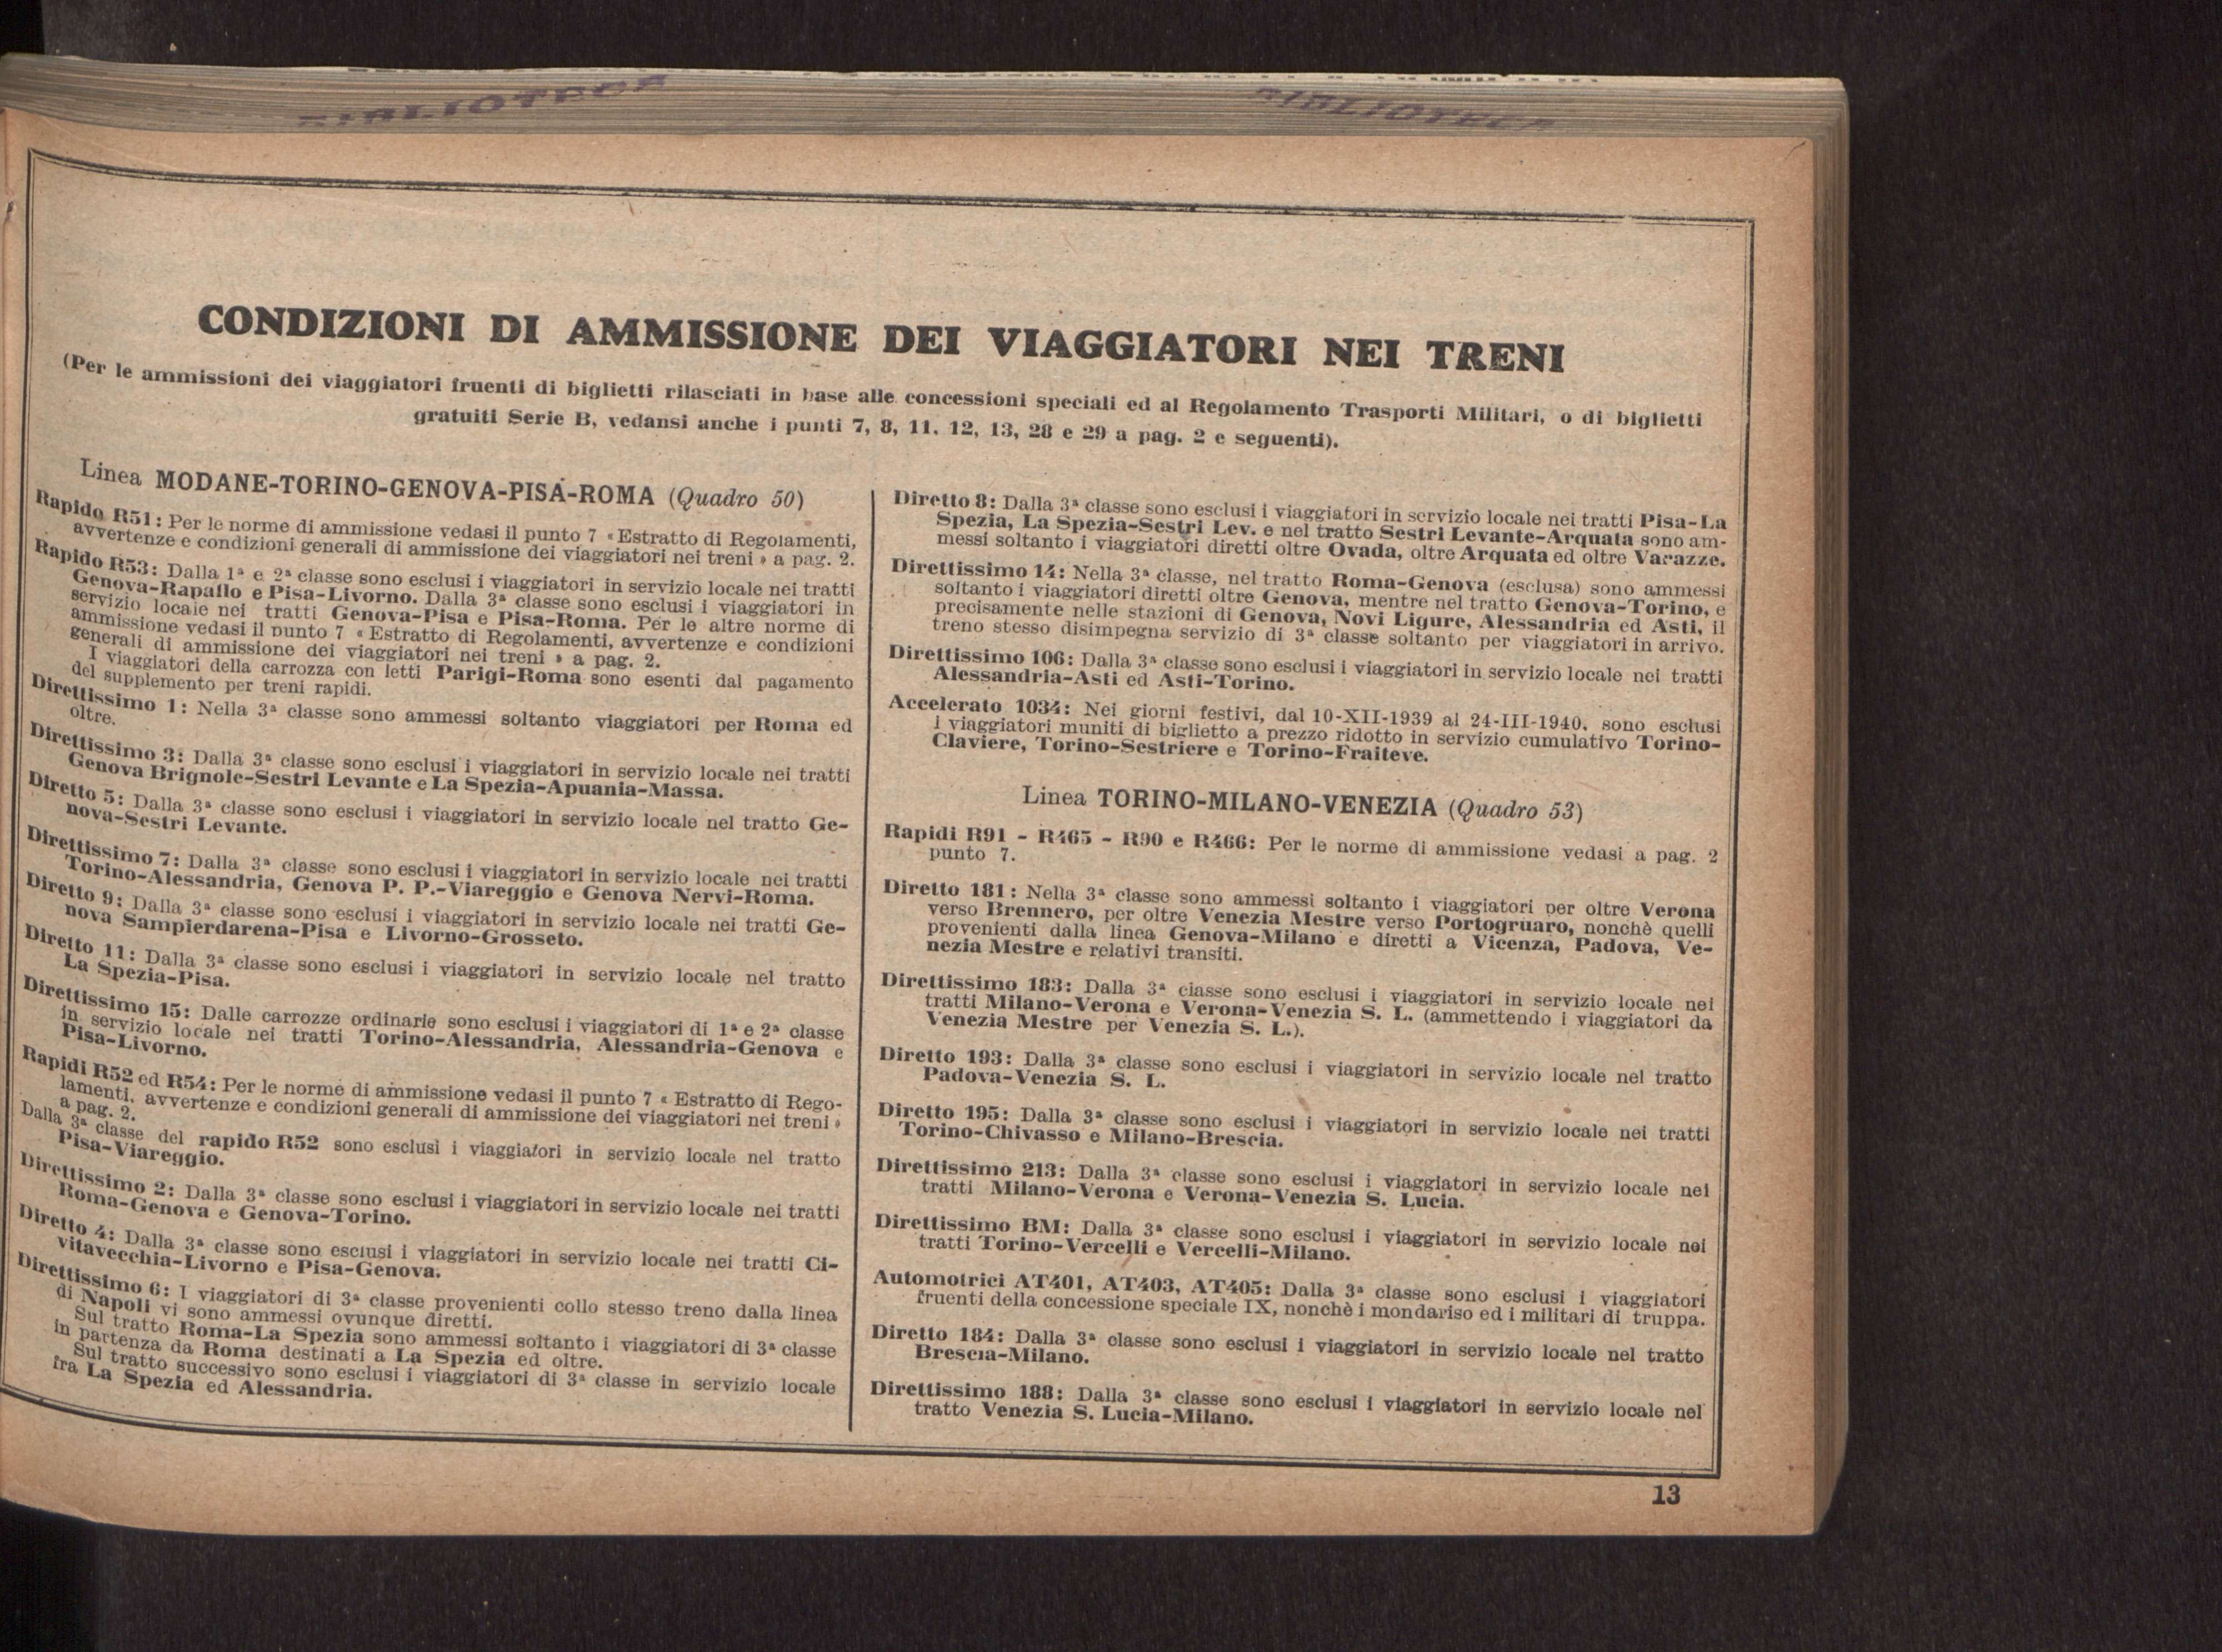 BIBLIOTECA
BIBLIOTECA
CONDIZIONI DI AMMISSIONE DEI VIAGGIATORI NEI TRENI
(Per le ammissioni dei viaggiatori fruenti di biglietti rilasciati in base alle concessioni speciali ed al Regolamento Trasporti Militari, o di biglietti
gratuiti Serie B, vedansi anche i punti 7, 8, 11, 12, 13, 28 e 29 a pag. 2 e seguenti).
Linea MODANE-TORINO-GENOVA-PISA-ROMA (Quadro 50)
Rapido R51: Per le norme di ammissione vedasi il punto 7 «Estratto di Regolamenti,
avvertenze e condizioni generali di ammissione dei viaggiatori nei treni» a pag. 2.
Rapido R53: Dalla 1ª e 2ª classe sono esclusi i viaggiatori in servizio locale nei tratti
Genova-Rapallo e Pisa-Livorno. Dalla 3ª classe sono esclusi i viaggiatori in
servizio locale nei tratti Genova-Pisa e Pisa-Roma. Per le altre norme di
ammissione vedasi il punto 7 «Estratto di Regolamenti, avvertenze e condizioni
generali di ammissione dei viaggiatori nei treni» a pag. 2.
I viaggiatori della carrozza con letti Parigi-Roma sono esenti dal pagamento
del supplemento per treni rapidi.
Direttissimo 1: Nella 3ª classe sono ammessi soltanto viaggiatori per Roma ed
oltre.
Direttissimo 3: Dalla 3ª classe sono esclusi i viaggiatori in servizio locale nei tratti
Genova Brignole-Sestri Levante e La Spezia-Apuania-Massa.
Diretto 5: Dalla 3ª classe sono esclusi i viaggiatori in servizio locale nel tratto Ge-
nova-Sestri Levante.
Direttissimo 7: Dalla 3ª classe sono esclusi i viaggiatori in servizio locale nei tratti
Torino-Alessandria, Genova P. P.-Viareggio e Genova Nervi-Roma.
Diretto 9: Dalla 3ª classe sono esclusi i viaggiatori in servizio locale nei tratti Ge-
nova Sampierdarena-Pisa e Livorno-Grosseto.
Diretto 11: Dalla 3ª classe sono esclusi i viaggiatori in servizio locale nel tratto
La Spezia-Pisa.
Direttissimo 15: Dalle carrozze ordinarie sono esclusi i viaggiatori di 1ª e 2ª classe
in servizio locale nei tratti Torino-Alessandria, Alessandria-Genova e
Pisa-Livorno.
Rapidi R52 ed R54: Per le norme di ammissione vedasi il punto 7 «Estratto di Rego-
lamenti, avvertenze e condizioni generali di ammissione dei viaggiatori nei treni»
a pag. 2.
Dalla 3ª classe del rapido R52 sono esclusi i viaggiatori in servizio locale nel tratto
Pisa-Viareggio.
Direttissimo 2: Dalla 3ª classe sono esclusi i viaggiatori in servizio locale nei tratti
Roma-Genova e Genova-Torino.
Diretto 4: Dalla 3ª classe sono esclusi i viaggiatori in servizio locale nei tratti Ci-
vitavecchia-Livorno e Pisa-Genova.
Direttissimo 6: I viaggiatori di 3ª classe provenienti collo stesso treno dalla linea
di Napoli vi sono ammessi ovunque diretti.
Sul tratto Roma-La Spezia sono ammessi soltanto i viaggiatori di 3ª classe
in partenza da Roma destinati a La Spezia ed oltre.
Sul tratto successivo sono esclusi i viaggiatori di 3ª classe in servizio locale
fra La Spezia ed Alessandria.
Diretto 8: Dalla 3ª classe sono esclusi i viaggiatori in servizio locale nei tratti Pisa-La
Spezia, La Spezia-Sestri Lev. e nel tratto Sestri Levante-Arquata sono am-
messi soltanto i viaggiatori diretti oltre Ovada, oltre Arquata ed oltre Varazze.
Direttissimo 14: Nella 3ª classe, nel tratto Roma-Genova (esclusa) sono ammessi
soltanto i viaggiatori diretti oltre Genova, mentre nel tratto Genova-Torino, e
precisamente nelle stazioni di Genova, Novi Ligure, Alessandria ed Asti, il
treno stesso disimpegna servizio di 3ª classe soltanto per viaggiatori in arrivo.
Direttissimo 106: Dalla 3ª classe sono esclusi i viaggiatori in servizio locale nei tratti
Alessandria-Asti ed Asti-Torino.
Accelerato 1034: Nei giorni festivi, dal 10-XII-1939 al 24-III-1940, sono esclusi
i viaggiatori muniti di biglietto a prezzo ridotto in servizio cumulativo Torino-
Claviere, Torino-Sestriere e Torino-Fraiteve.
Linea TORINO-MILANO-VENEZIA (Quadro 53)
Rapidi R91 - R465 - R90 e R466: Per le norme di ammissione vedasi a pag. 2
punto 7.
Diretto 181: Nella 3ª classe sono ammessi soltanto i viaggiatori per oltre Verona
verso Brennero, per oltre Venezia Mestre verso Portogruaro, nonchè quelli
provenienti dalla linea Genova-Milano e diretti a Vicenza, Padova, Ve-
nezia Mestre e relativi transiti.
Direttissimo 183: Dalla 3ª classe sono esclusi i viaggiatori in servizio locale nei
tratti Milano-Verona e Verona-Venezia S. L. (ammettendo i viaggiatori da
Venezia Mestre per Venezia S. L.).
Diretto 193: Dalla 3ª classe sono esclusi i viaggiatori in servizio locale nel tratto
Padova-Venezia S. L.
Diretto 195: Dalla 3ª classe sono esclusi i viaggiatori in servizio locale nei tratti
Torino-Chivasso e Milano-Brescia.
Direttissimo 213: Dalla 3ª classe sono esclusi i viaggiatori in servizio locale nei
tratti Milano-Verona e Verona-Venezia S. Lucia.
Direttissimo BM: Dalla 3ª classe sono esclusi i viaggiatori in servizio locale nei
tratti Torino-Vercelli e Vercelli-Milano.
Automotrici AT401, AT403, AT405: Dalla 3ª classe sono esclusi i viaggiatori
fruenti della concessione speciale IX, nonchè i mondariso ed i militari di truppa.
Diretto 184: Dalla 3ª classe sono esclusi i viaggiatori in servizio locale nel tratto
Brescia-Milano.
Direttissimo 188: Dalla 3ª classe sono esclusi i viaggiatori in servizio locale nel
tratto Venezia S. Lucia-Milano.
13